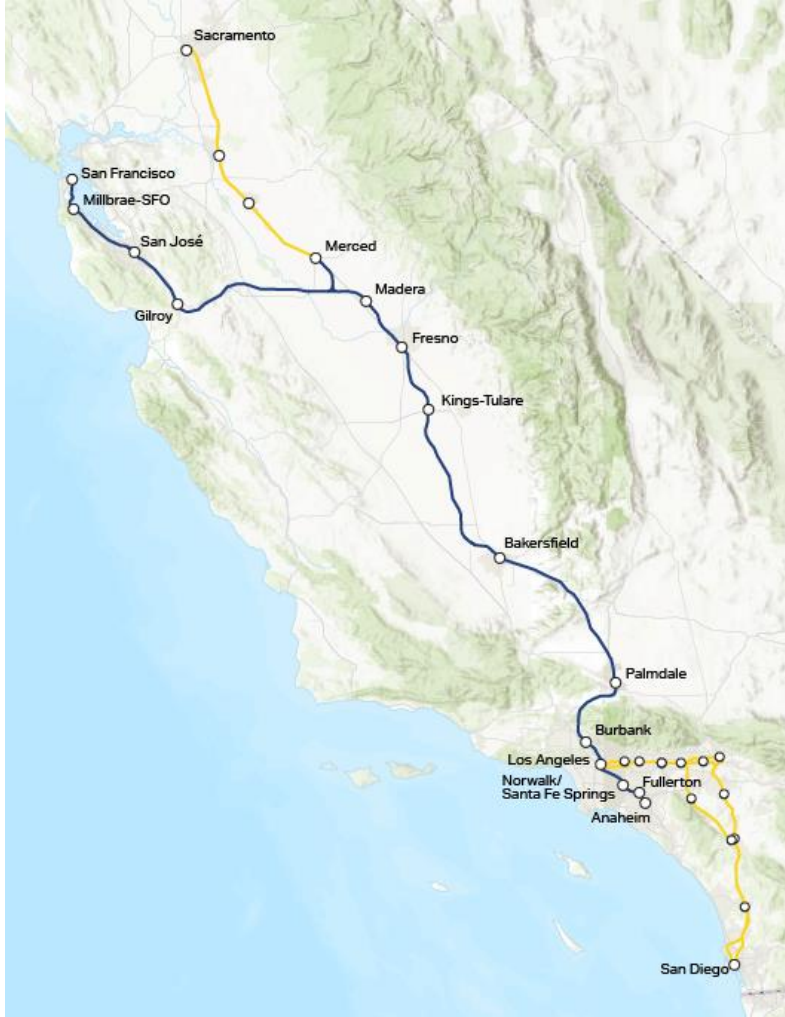 Sacramento
San Francisco
Millbrae-SFO
San José
Merced
Gilroy
Madera
Fresno
Kings-Tulare
Bakersfield
Palmdale
Burbank
Los Angeles
Norwalk/
Santa Fe Springs
Fullerton
Anaheim
San Diego